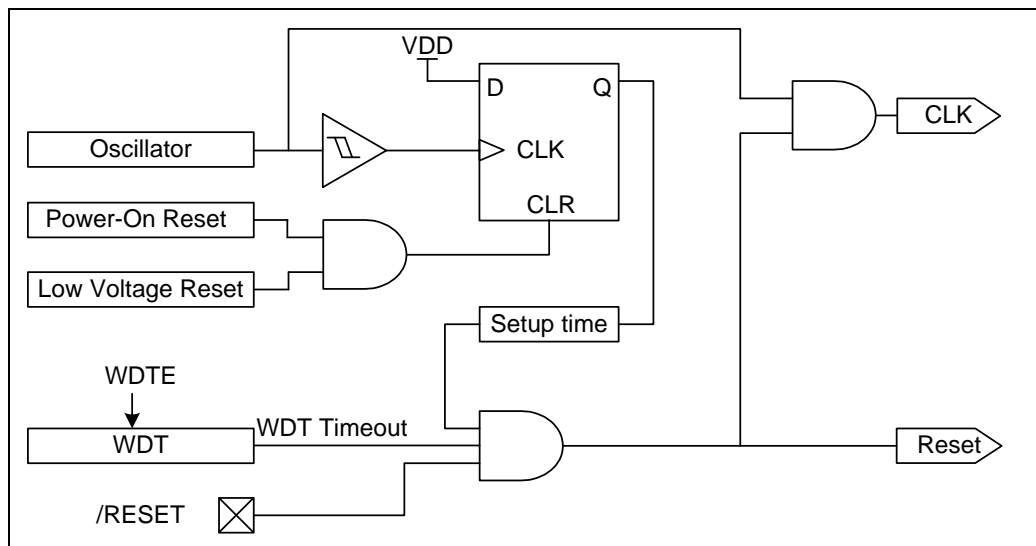 VDD
D Q
CLK
Oscillator
CLK
Power-On Reset
CLR
Low Voltage Reset
Setup time
WDTE
WDT Timeout
WDT
Reset
/RESET